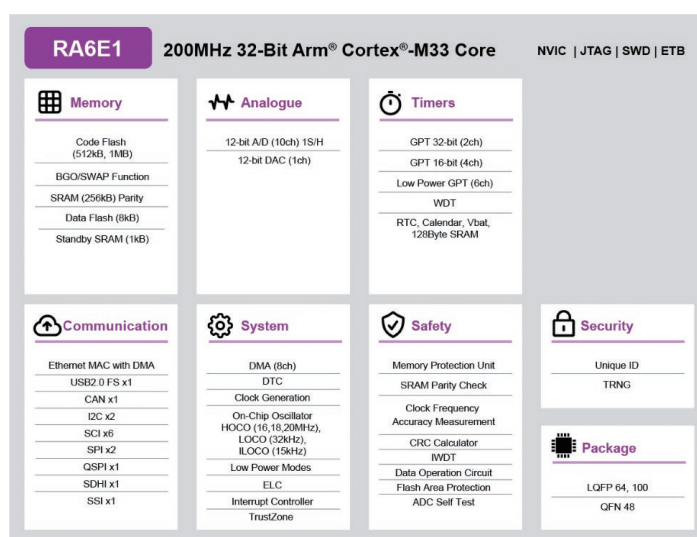 RA6E1
200MHz 32-Bit Arm® Cortex®-M33 Core
NVIC | JTAG | SWD | ETB
Memory
Code Flash
(512kB, 1MB)
BGO/SWAP Function
SRAM (256kB) Parity
Data Flash (8kB)
Standby SRAM (1kB)
Analogue
12-bit A/D (10ch) 1S/H
12-bit DAC (1ch)
Timers
GPT 32-bit (2ch)
GPT 16-bit (4ch)
Low Power GPT (6ch)
WDT
RTC, Calendar, Vbat,
128Byte SRAM
Communication
Ethernet MAC with DMA
USB2.0 FS x1
CAN x1
I2C x2
SCI x6
SPI x2
QSPI x1
SDHI x1
SSI x1
System
DMA (8ch)
DTC
Clock Generation
On-Chip Oscillator
HOCO (16,18,20MHz),
LOCO (32kHz),
ILOCO (15kHz)
Low Power Modes
ELC
Interrupt Controller
TrustZone
Safety
Memory Protection Unit
SRAM Parity Check
Clock Frequency
Accuracy Measurement
CRC Calculator
IWDT
Data Operation Circuit
Flash Area Protection
ADC Self Test
Security
Unique ID
TRNG
Package
LQFP 64, 100
QFN 48